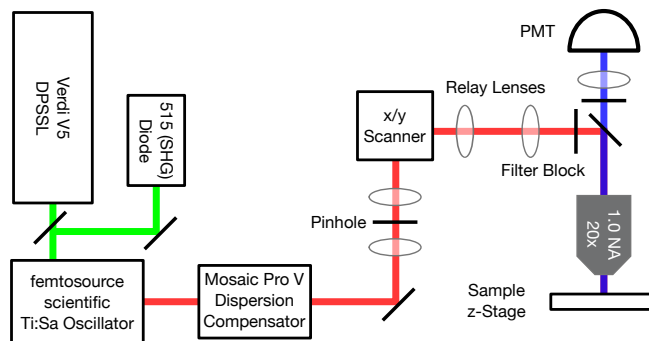 Verdi V5
DPSSL
515 (SHG)
Diode
femtosource
scientific
Ti:Sa Oscillator
Mosaic Pro V
Dispersion
Compensator
Pinhole
x/y
Scanner
Relay Lenses
Filter Block
PMT
1.0 NA
20x
Sample
z-Stage